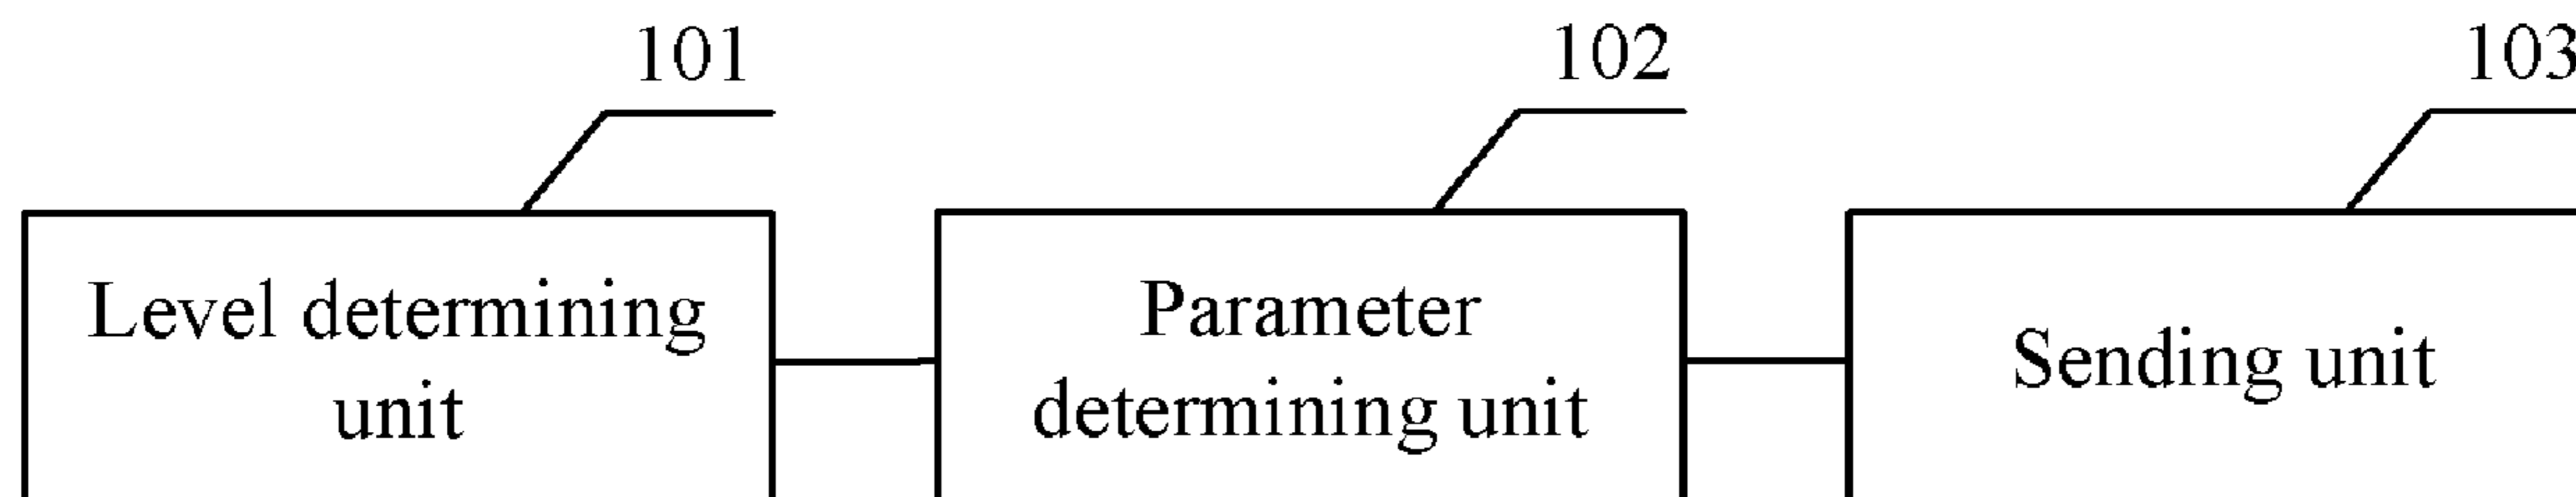 101
102
103
Level determining
unit
Parameter
determining unit
Sending unit